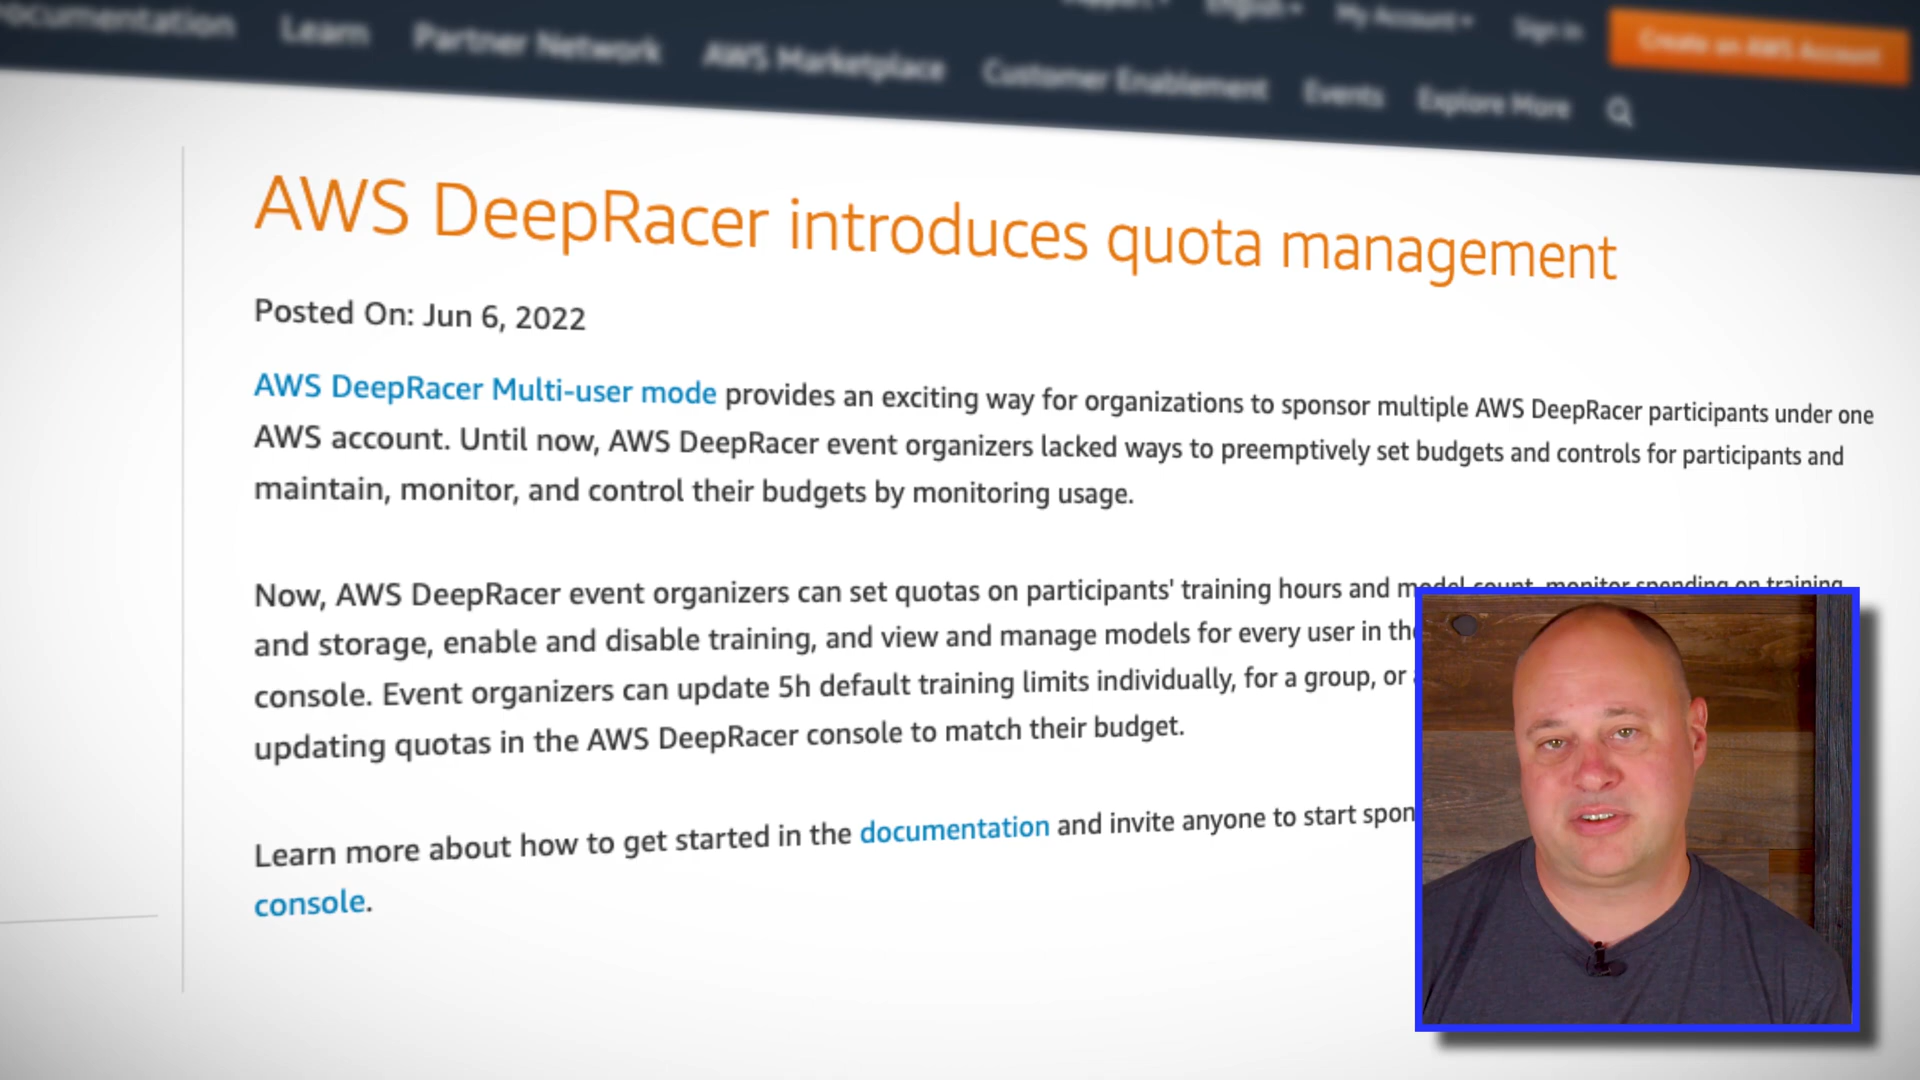 ocumentation Learn Partner Network AWS Marketplace Customer Enablement Events Explore More
Support English My Account Sign In Create an AWS Account
AWS DeepRacer introduces quota management
Posted On: Jun 6, 2022
AWS DeepRacer Multi-user mode provides an exciting way for organizations to sponsor multiple AWS DeepRacer participants under one
AWS account. Until now, AWS DeepRacer event organizers lacked ways to preemptively set budgets and controls for participants and
maintain, monitor, and control their budgets by monitoring usage.
Now, AWS DeepRacer event organizers can set quotas on participants' training hours and model count, monitor spending on training
and storage, enable and disable training, and view and manage models for every user in the
console. Event organizers can update 5h default training limits individually, for a group, or
updating quotas in the AWS DeepRacer console to match their budget.
Learn more about how to get started in the documentation and invite anyone to start spon
console.